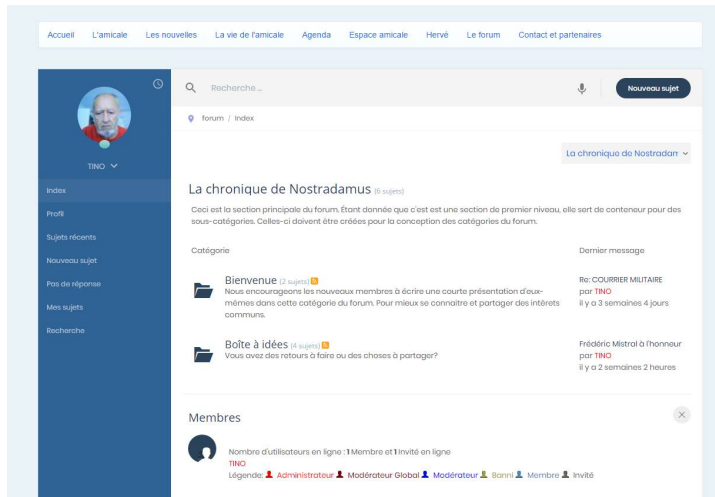 Accueil L'amicale Les nouvelles La vie de l'amicale Agenda Espace amicale Hervé Le forum Contact et partenaires
Recherche ... Nouveau sujet
forum / Index
TINO
La chronique de Nostradam
Index
Profil
Sujets récents
Nouveau sujet
Pas de réponse
Mes sujets
Recherche
La chronique de Nostradamus (6 sujets)
Ceci est la section principale du forum. Étant donnée que c'est est une section de premier niveau, elle sert de conteneur pour des
sous-catégories. Celles-ci doivent être créées pour la conception des catégories du forum.
Catégorie Dernier message
Bienvenue (2 sujets)
Nous encourageons les nouveaux membres à écrire une courte présentation d'eux-
mêmes dans cette catégorie du forum. Pour mieux se connaitre et partager des intérets
communs.
Re: COURRIER MILITAIRE
par TINO
il y a 3 semaines 4 jours
Boîte à idées (4 sujets)
Vous avez des retours à faire ou des choses à partager?
Frédéric Mistral à l'honneur
par TINO
il y a 2 semaines 2 heures
Membres
Nombre d'utilisateurs en ligne : 1 Membre et 1 Invité en ligne
TINO
Légende: Administrateur Modérateur Global Modérateur Banni Membre Invité